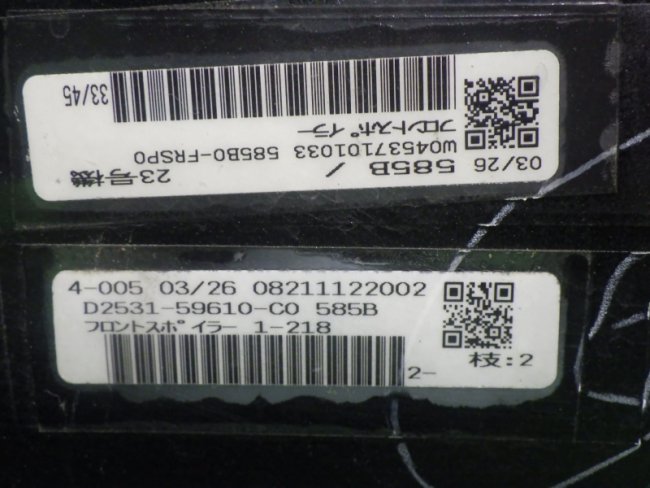 03/26
585B / 23号機
W04537101033 585B0-FRSP0
フロントスポイラー
33/45
4-005 03/26 08211122002
D2531-59610-C0 585B
フロントスポイラー 1-218
2-
枝:2